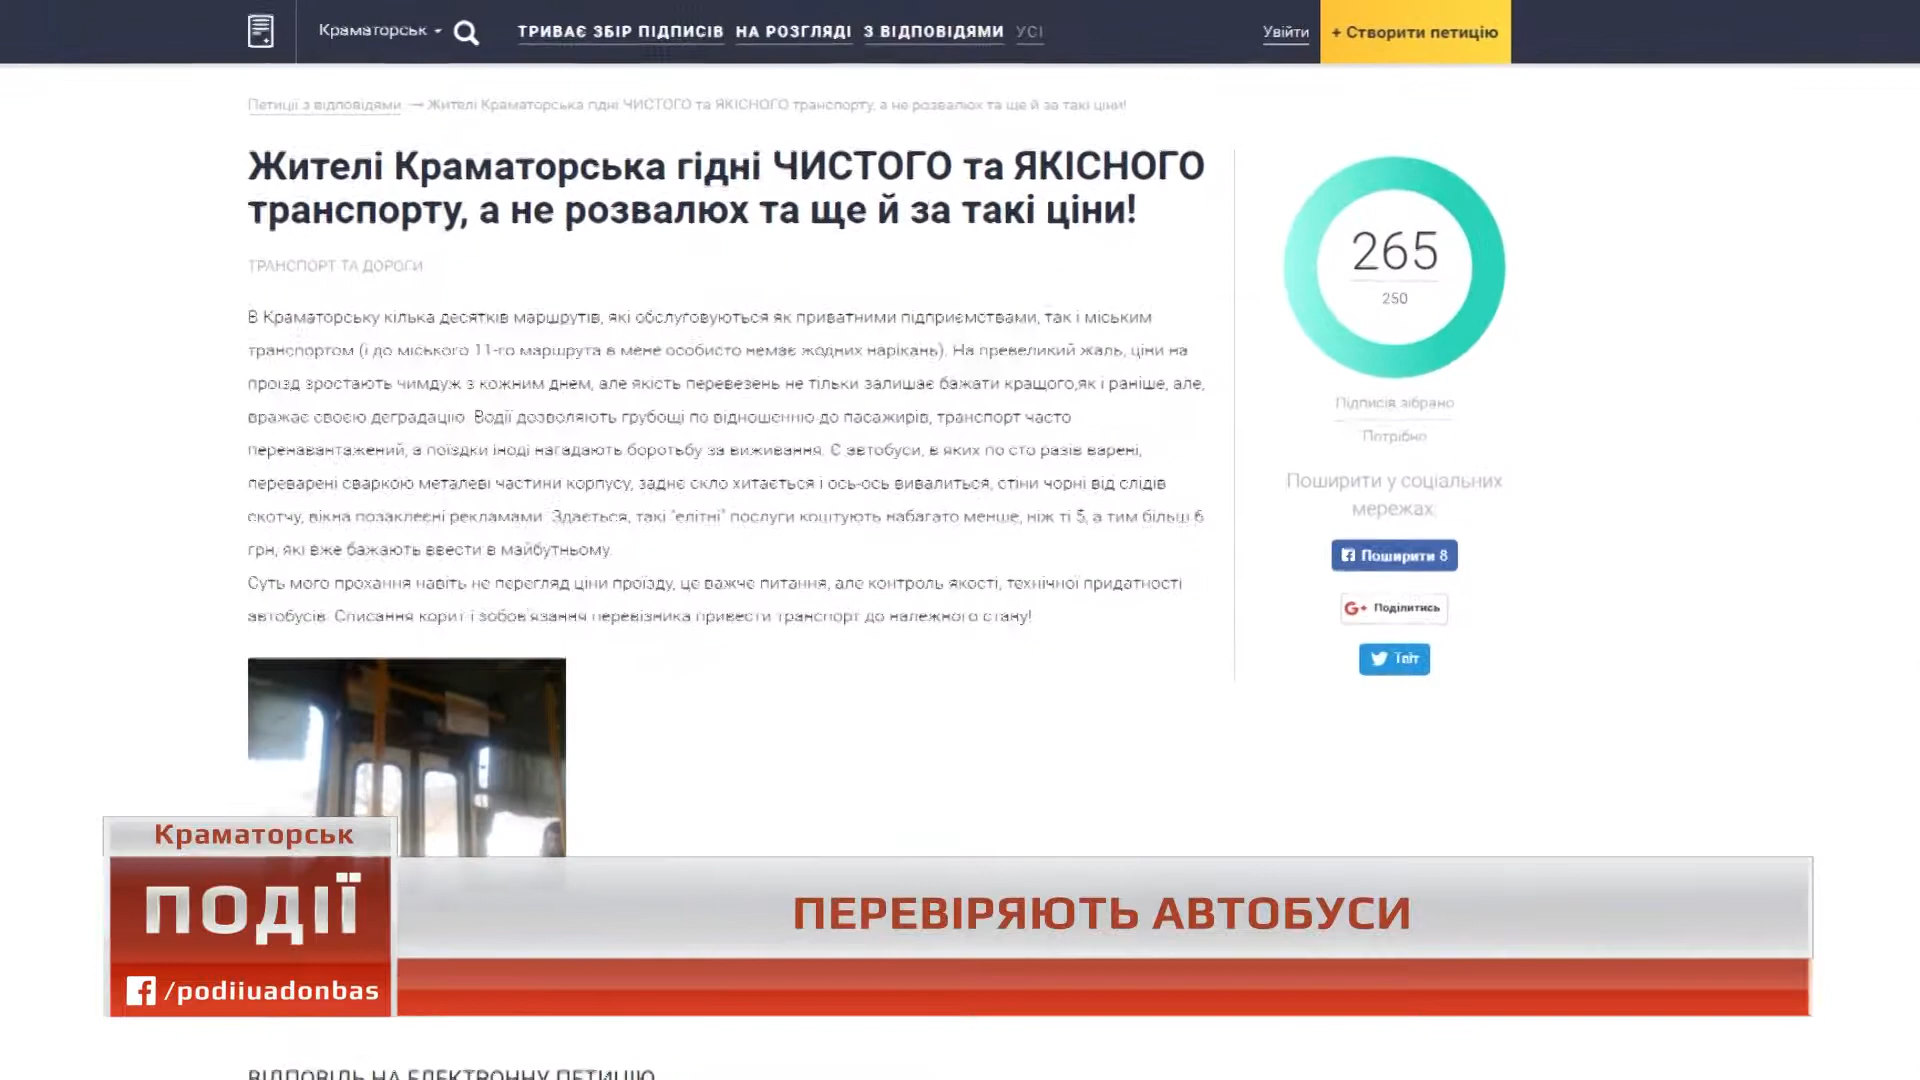 Краматорськ
ТРИВАЄ ЗБІР ПІДПИСІВ НА РОЗГЛЯДІ З ВІДПОВІДЯМИ УСІ
Увійти
+ Створити петицію
Петиції з відповідями → Жителі Краматорська гідні ЧИСТОГО та ЯКІСНОГО транспорту, а не розвалюх та ще й за такі ціни!
Жителі Краматорська гідні ЧИСТОГО та ЯКІСНОГО
транспорту, а не розвалюх та ще й за такі ціни!
ТРАНСПОРТ ТА ДОРОГИ
В Краматорську кілька десятків маршрутів, які обслуговуються як приватними підприємствами, так і міським
транспортом (і до міського 11-го маршрута в мене особисто немає жодних нарікань). На превеликий жаль, ціни на
проїзд зростають чимдуж з кожним днем, але якість перевезень не тільки залишає бажати кращого,як і раніше, але,
вражає своєю деградацію. Водії дозволяють грубощі по відношенню до пасажирів, транспорт часто
перенавантажений, а поїздки іноді нагадають боротьбу за виживання. Є автобуси, в яких по сто разів варені,
переварені сваркою металеві частини корпусу, заднє скло хитається і ось-ось вивалиться, стіни чорні від слідів
скотчу, вікна позаклеєні рекламами. Здається, такі "елітні" послуги коштують набагато менше, ніж ті 5, а тим більш 6
грн, які вже бажають ввести в майбутньому.
Суть мого прохання навіть не перегляд ціни проїзду, це важче питання, але контроль якості, технічної придатності
автобусів. Списання корит і зобов'язання перевізника привести транспорт до належного стану!
265
250
Підписів зібрано
Потрібно
Поширити у соціальних
мережах
Поширити 8
G+ Поділитись
Твіт
Краматорськ
ПОДІЇ
/podiiuadonbas
ПЕРЕВІРЯЮТЬ АВТОБУСИ
ВІДПОВІДЬ НА ЕЛЕКТРОННУ ПЕТИЦІЮ